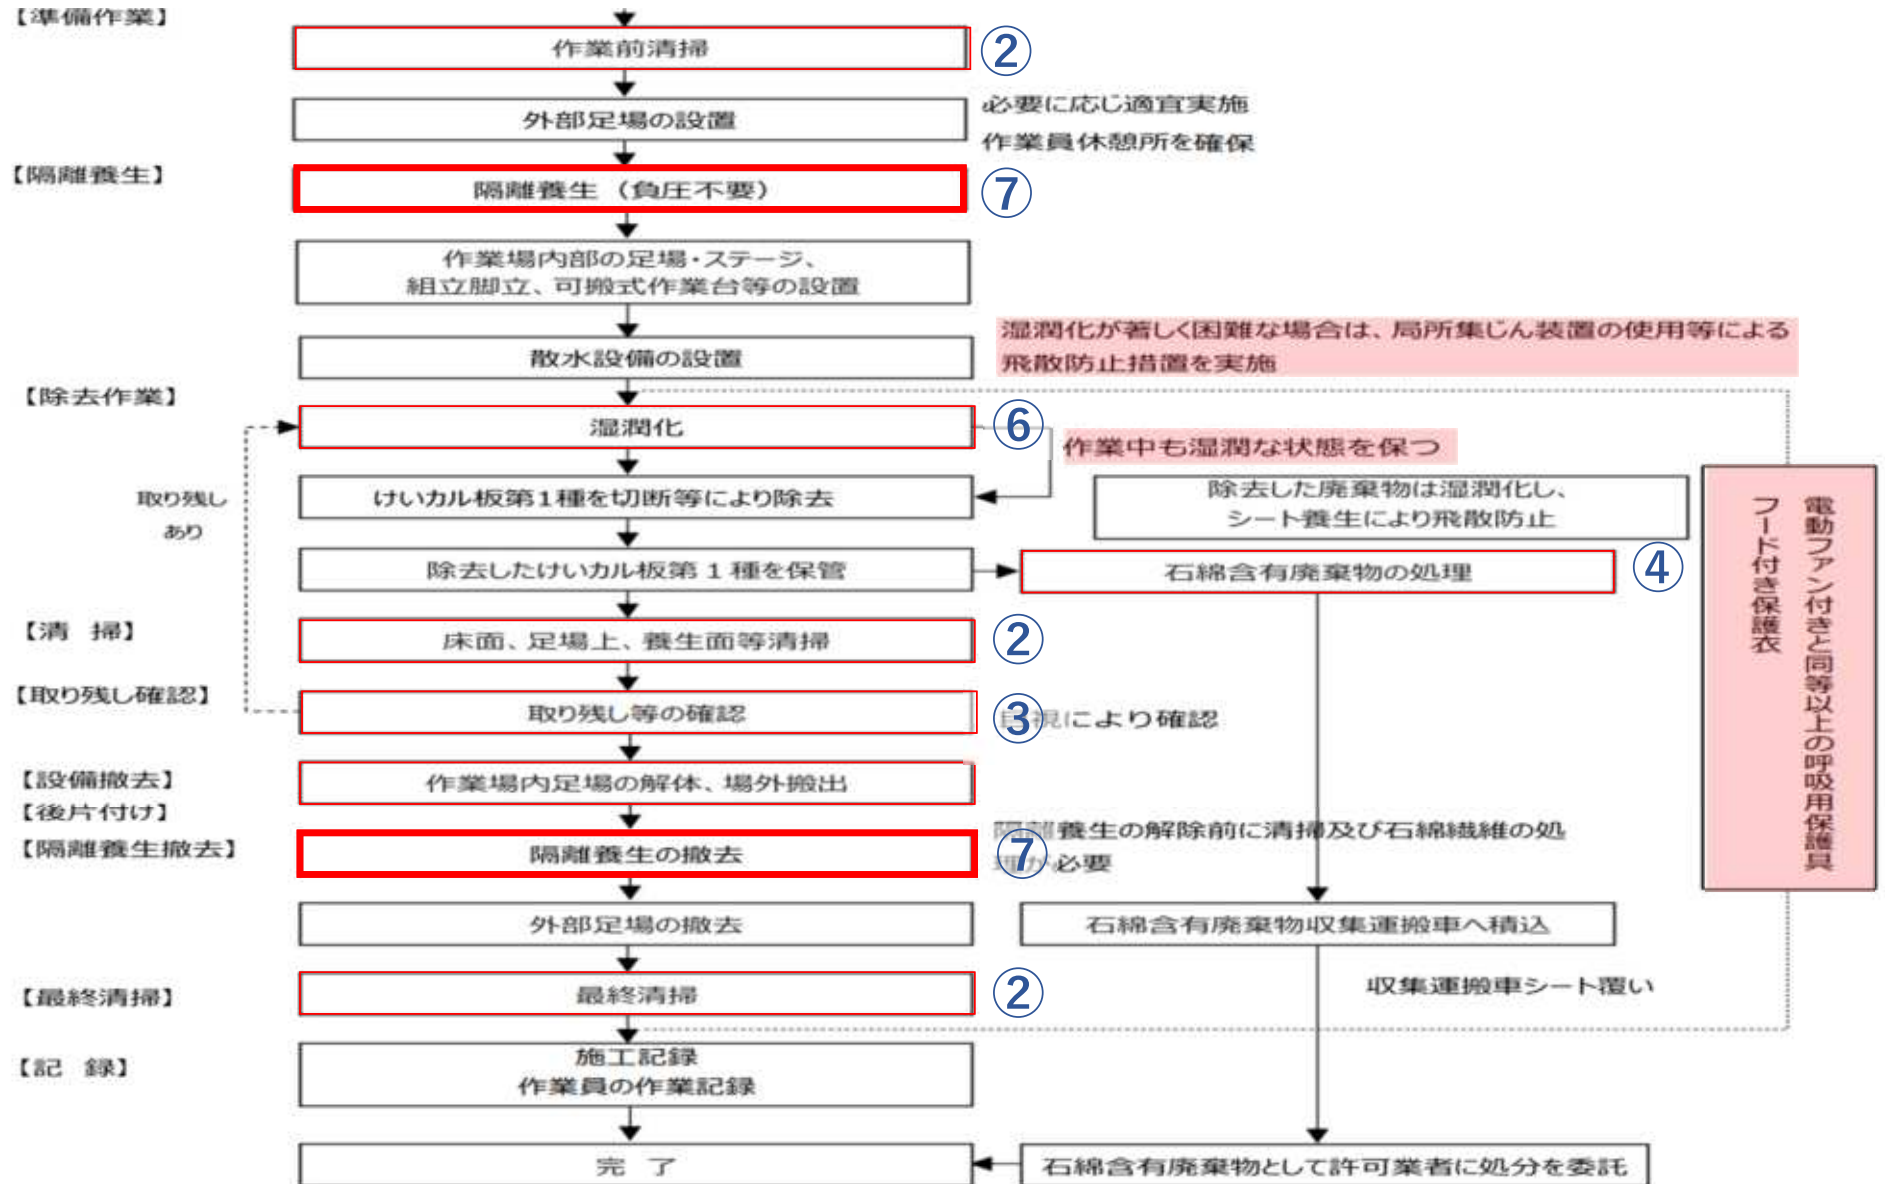 【準備作業】
作業前清掃
②
外部足場の設置
必要に応じ適宜実施
作業員休憩所を確保
【隔離養生】
隔離養生（負圧不要）
⑦
作業場内部の足場・ステージ、
組立脚立、可搬式作業台等の設置
散水設備の設置
湿潤化が著しく困難な場合は、局所集じん装置の使用等による
飛散防止措置を実施
【除去作業】
湿潤化
⑥
作業中も湿潤な状態を保つ
取り残し
あり
けいカル板第1種を切断等により除去
除去した廃棄物は湿潤化し、
シート養生により飛散防止
除去したけいカル板第１種を保管
石綿含有廃棄物の処理
④
電動ファン付きと同等以上の呼吸用保護具
フード付き保護衣
【清　掃】
床面、足場上、養生面等清掃
②
【取り残し確認】
取り残し等の確認
③
目視により確認
【設備撤去】
【後片付け】
作業場内足場の解体、場外搬出
【隔離養生撤去】
隔離養生の撤去
⑦
隔離養生の解除前に清掃及び石綿繊維の処
理が必要
外部足場の撤去
石綿含有廃棄物収集運搬車へ積込
【最終清掃】
最終清掃
②
収集運搬車シート覆い
【記　録】
施工記録
作業員の作業記録
完　了
石綿含有廃棄物として許可業者に処分を委託